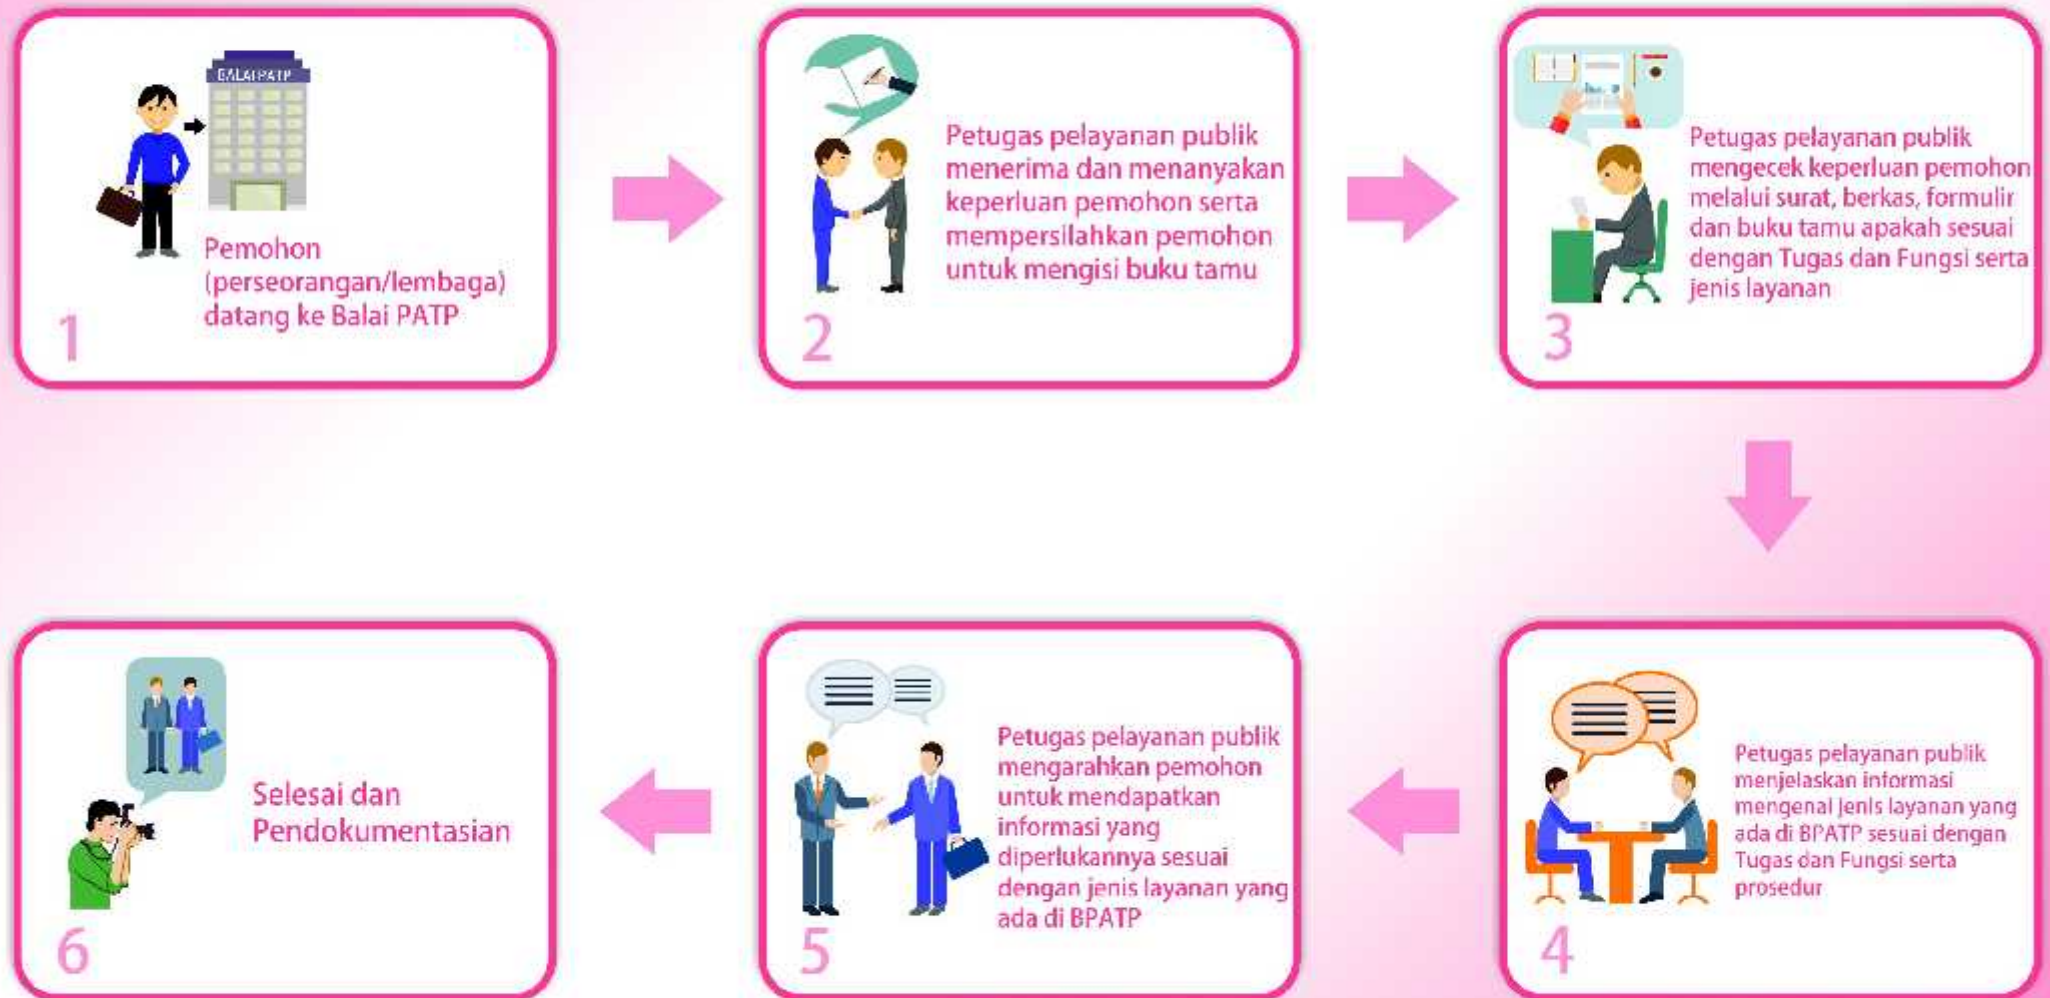 BALAI PATP
Pemohon
(perseorangan/lembaga)
datang ke Balai PATP
1
Petugas pelayanan publik
menerima dan menanyakan
keperluan pemohon serta
mempersilahkan pemohon
untuk mengisi buku tamu
2
Petugas pelayanan publik
mengecek keperluan pemohon
melalui surat, berkas, formulir
dan buku tamu apakah sesuai
dengan Tugas dan Fungsi serta
jenis layanan
3
Petugas pelayanan publik
menjelaskan informasi
mengenai jenis layanan yang
ada di BPATP sesuai dengan
Tugas dan Fungsi serta
prosedur
4
Petugas pelayanan publik
mengarahkan pemohon
untuk mendapatkan
informasi yang
diperlukannya sesuai
dengan jenis layanan yang
ada di BPATP
5
Selesai dan
Pendokumentasian
6